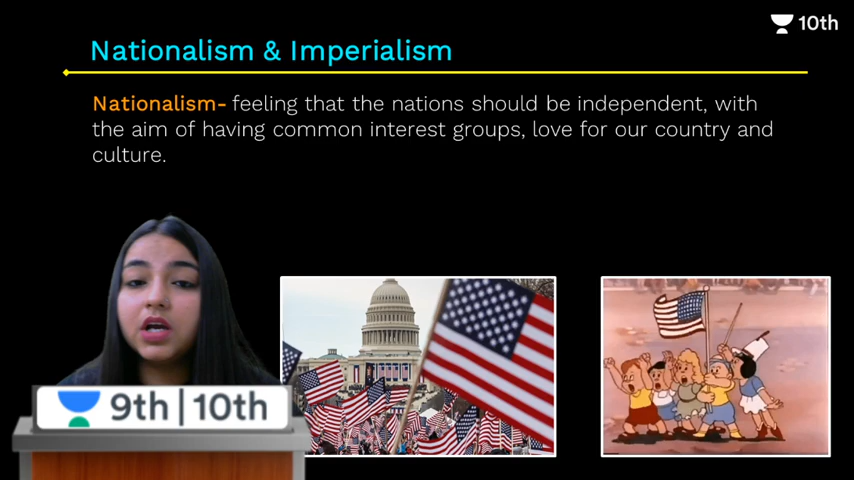 10th
Nationalism & Imperialism
Nationalism- feeling that the nations should be independent, with
the aim of having common interest groups, love for our country and
culture.
9th|10th